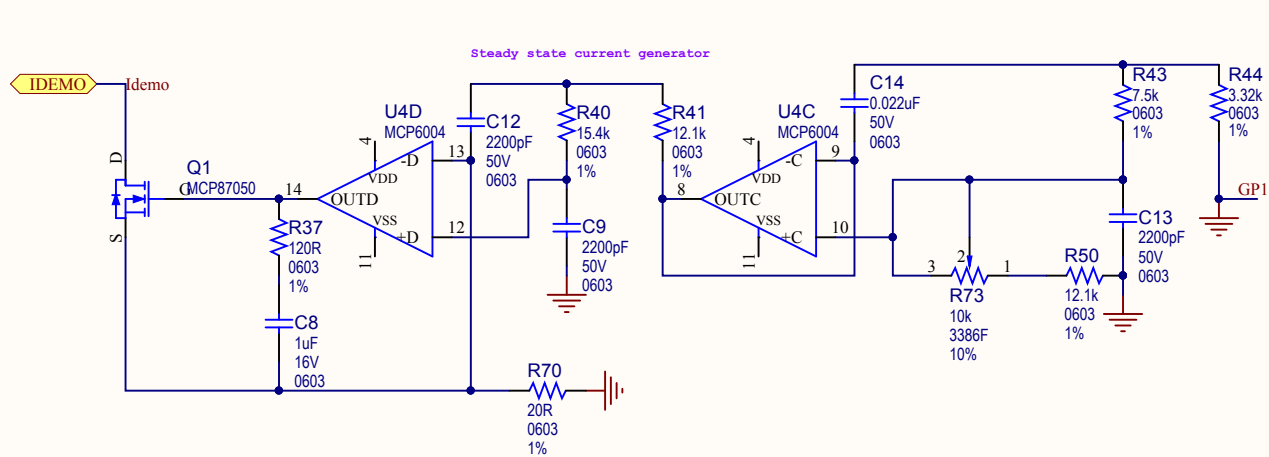 Steady state current generator
IDEMO
Idemo
D
G
S
Q1
MCP87050
14
R37
120R
0603
1%
C8
1uF
16V
0603
U4D
MCP6004
4
VDD
-D
OUTD
VSS
+D
11
13
12
C12
2200pF
50V
0603
R40
15.4k
0603
1%
C9
2200pF
50V
0603
R70
20R
0603
1%
R41
12.1k
0603
1%
8
U4C
MCP6004
4
VDD
-C
OUTC
VSS
+C
11
9
10
C14
0.022uF
50V
0603
R43
7.5k
0603
1%
R44
3.32k
0603
1%
GP1
C13
2200pF
50V
0603
3
2
1
R73
10k
3386F
10%
R50
12.1k
0603
1%